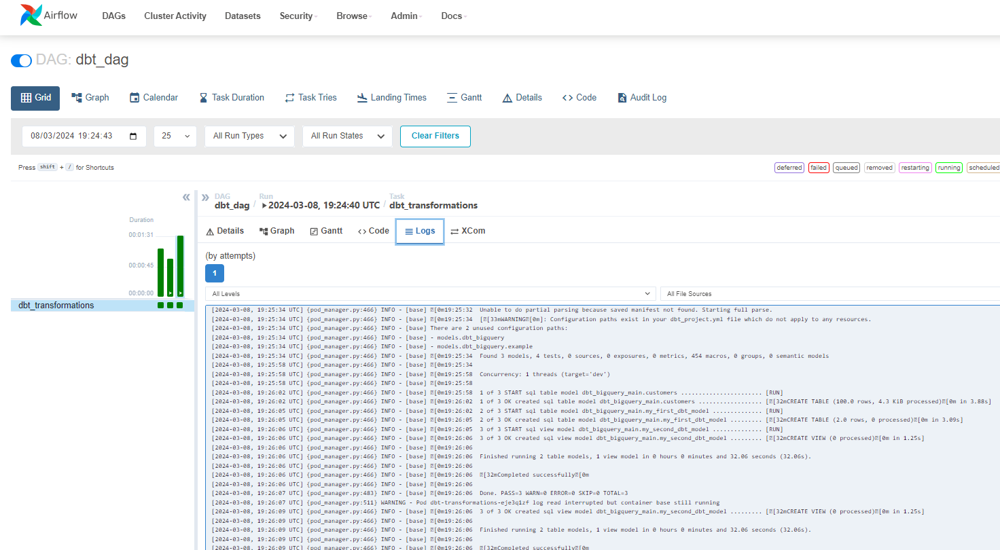 Airflow DAGs Cluster Activity Datasets Security Browse Admin Docs
DAG: dbt_dag
Grid Graph Calendar Task Duration Task Tries Landing Times Gantt Details Code Audit Log
08/03/2024 19:24:43 25 All Run Types All Run States Clear Filters
Press shift + / for Shortcuts
deferred failed queued removed restarting running scheduled
DAG Run Task
dbt_dag / 2024-03-08, 19:24:40 UTC / dbt_transformations
Duration
00:01:31
00:00:45
00:00:00
dbt_transformations
Details Graph Gantt Code Logs XCom
(by attempts)
1
All Levels All File Sources
[2024-03-08, 19:25:34 UTC] {pod_manager.py:466} INFO - [base] [0m19:25:32  Unable to do partial parsing because saved manifest not found. Starting full parse.
[2024-03-08, 19:25:34 UTC] {pod_manager.py:466} INFO - [base] [0m19:25:34  [[33mWARNING[0m]: Configuration paths exist in your dbt_project.yml file which do not apply to any resources.
[2024-03-08, 19:25:34 UTC] {pod_manager.py:466} INFO - [base] There are 2 unused configuration paths:
[2024-03-08, 19:25:34 UTC] {pod_manager.py:466} INFO - [base] - models.dbt_bigquery
[2024-03-08, 19:25:34 UTC] {pod_manager.py:466} INFO - [base] - models.dbt_bigquery.example
[2024-03-08, 19:25:34 UTC] {pod_manager.py:466} INFO - [base] [0m19:25:34  Found 3 models, 4 tests, 0 sources, 0 exposures, 0 metrics, 454 macros, 0 groups, 0 semantic models
[2024-03-08, 19:25:58 UTC] {pod_manager.py:466} INFO - [base] [0m19:25:34
[2024-03-08, 19:25:58 UTC] {pod_manager.py:466} INFO - [base] [0m19:25:58  Concurrency: 1 threads (target='dev')
[2024-03-08, 19:25:58 UTC] {pod_manager.py:466} INFO - [base] [0m19:25:58
[2024-03-08, 19:26:02 UTC] {pod_manager.py:466} INFO - [base] [0m19:25:58  1 of 3 START sql table model dbt_bigquery_main.customers ....................... [RUN]
[2024-03-08, 19:26:02 UTC] {pod_manager.py:466} INFO - [base] [0m19:26:02  1 of 3 OK created sql table model dbt_bigquery_main.customers .................. [[32mCREATE TABLE (100.0 rows, 4.3 KiB processed)[0m in 3.88s]
[2024-03-08, 19:26:05 UTC] {pod_manager.py:466} INFO - [base] [0m19:26:02  2 of 3 START sql table model dbt_bigquery_main.my_first_dbt_model .............. [RUN]
[2024-03-08, 19:26:05 UTC] {pod_manager.py:466} INFO - [base] [0m19:26:05  2 of 3 OK created sql table model dbt_bigquery_main.my_first_dbt_model ......... [[32mCREATE TABLE (2.0 rows, 0 processed)[0m in 3.09s]
[2024-03-08, 19:26:06 UTC] {pod_manager.py:466} INFO - [base] [0m19:26:05  3 of 3 START sql view model dbt_bigquery_main.my_second_dbt_model .............. [RUN]
[2024-03-08, 19:26:06 UTC] {pod_manager.py:466} INFO - [base] [0m19:26:06  3 of 3 OK created sql view model dbt_bigquery_main.my_second_dbt_model ......... [[32mCREATE VIEW (0 processed)[0m in 1.25s]
[2024-03-08, 19:26:06 UTC] {pod_manager.py:466} INFO - [base] [0m19:26:06
[2024-03-08, 19:26:06 UTC] {pod_manager.py:466} INFO - [base] [0m19:26:06  Finished running 2 table models, 1 view model in 0 hours 0 minutes and 32.06 seconds (32.06s).
[2024-03-08, 19:26:06 UTC] {pod_manager.py:466} INFO - [base] [0m19:26:06
[2024-03-08, 19:26:06 UTC] {pod_manager.py:466} INFO - [base] [0m19:26:06  [32mCompleted successfully[0m
[2024-03-08, 19:26:06 UTC] {pod_manager.py:466} INFO - [base] [0m19:26:06
[2024-03-08, 19:26:07 UTC] {pod_manager.py:483} INFO - [base] [0m19:26:06  Done. PASS=3 WARN=0 ERROR=0 SKIP=0 TOTAL=3
[2024-03-08, 19:26:07 UTC] {pod_manager.py:511} WARNING - Pod dbt-transformations-eje3q1zf log read interrupted but container base still running
[2024-03-08, 19:26:09 UTC] {pod_manager.py:466} INFO - [base] [0m19:26:06  3 of 3 OK created sql view model dbt_bigquery_main.my_second_dbt_model ......... [[32mCREATE VIEW (0 processed)[0m in 1.25s]
[2024-03-08, 19:26:09 UTC] {pod_manager.py:466} INFO - [base] [0m19:26:06
[2024-03-08, 19:26:09 UTC] {pod_manager.py:466} INFO - [base] [0m19:26:06  Finished running 2 table models, 1 view model in 0 hours 0 minutes and 32.06 seconds (32.06s).
[2024-03-08, 19:26:09 UTC] {pod_manager.py:466} INFO - [base] [0m19:26:06
[2024-03-08, 19:26:09 UTC] {pod_manager.py:466} INFO - [base] [0m19:26:06  [32mCompleted successfully[0m